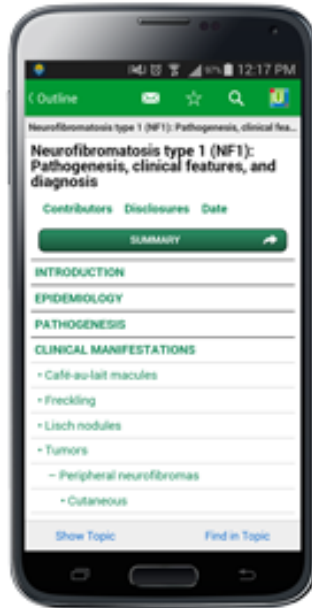 12:17 PM
Outline
Neurofibromatosis type 1 (NF1): Pathogenesis, clinical fea...
Neurofibromatosis type 1 (NF1):
Pathogenesis, clinical features, and
diagnosis
Contributors Disclosures Date
SUMMARY
INTRODUCTION
EPIDEMIOLOGY
PATHOGENESIS
CLINICAL MANIFESTATIONS
• Café-au-lait macules
• Freckling
• Lisch nodules
• Tumors
– Peripheral neurofibromas
• Cutaneous
Show Topic Find in Topic